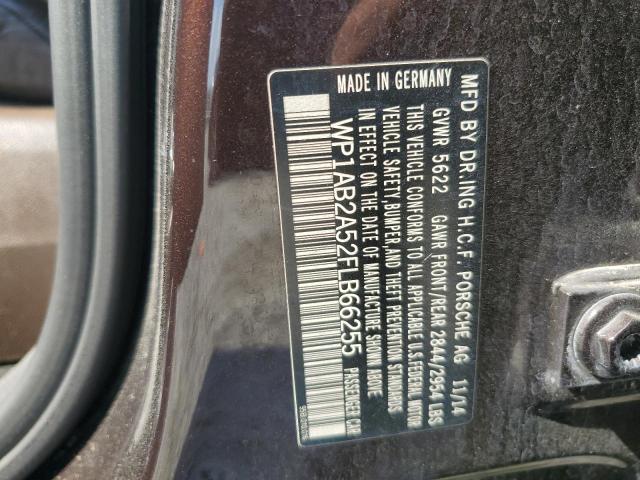 MFD BY DR.ING H.C.F. PORSCHE AG 11/14
GVWR 5622 GAWR FRONT/REAR 2844/2954 LBS
THIS VEHICLE CONFORMS TO ALL APPLICABLE U.S. FEDERAL MOTOR
VEHICLE SAFETY, BUMPER, AND THEFT PREVENTION STANDARDS
IN EFFECT ON THE DATE OF MANUFACTURE SHOWN ABOVE
WP1AB2A52FLB66255 PASSENGER CAR
MADE IN GERMANY